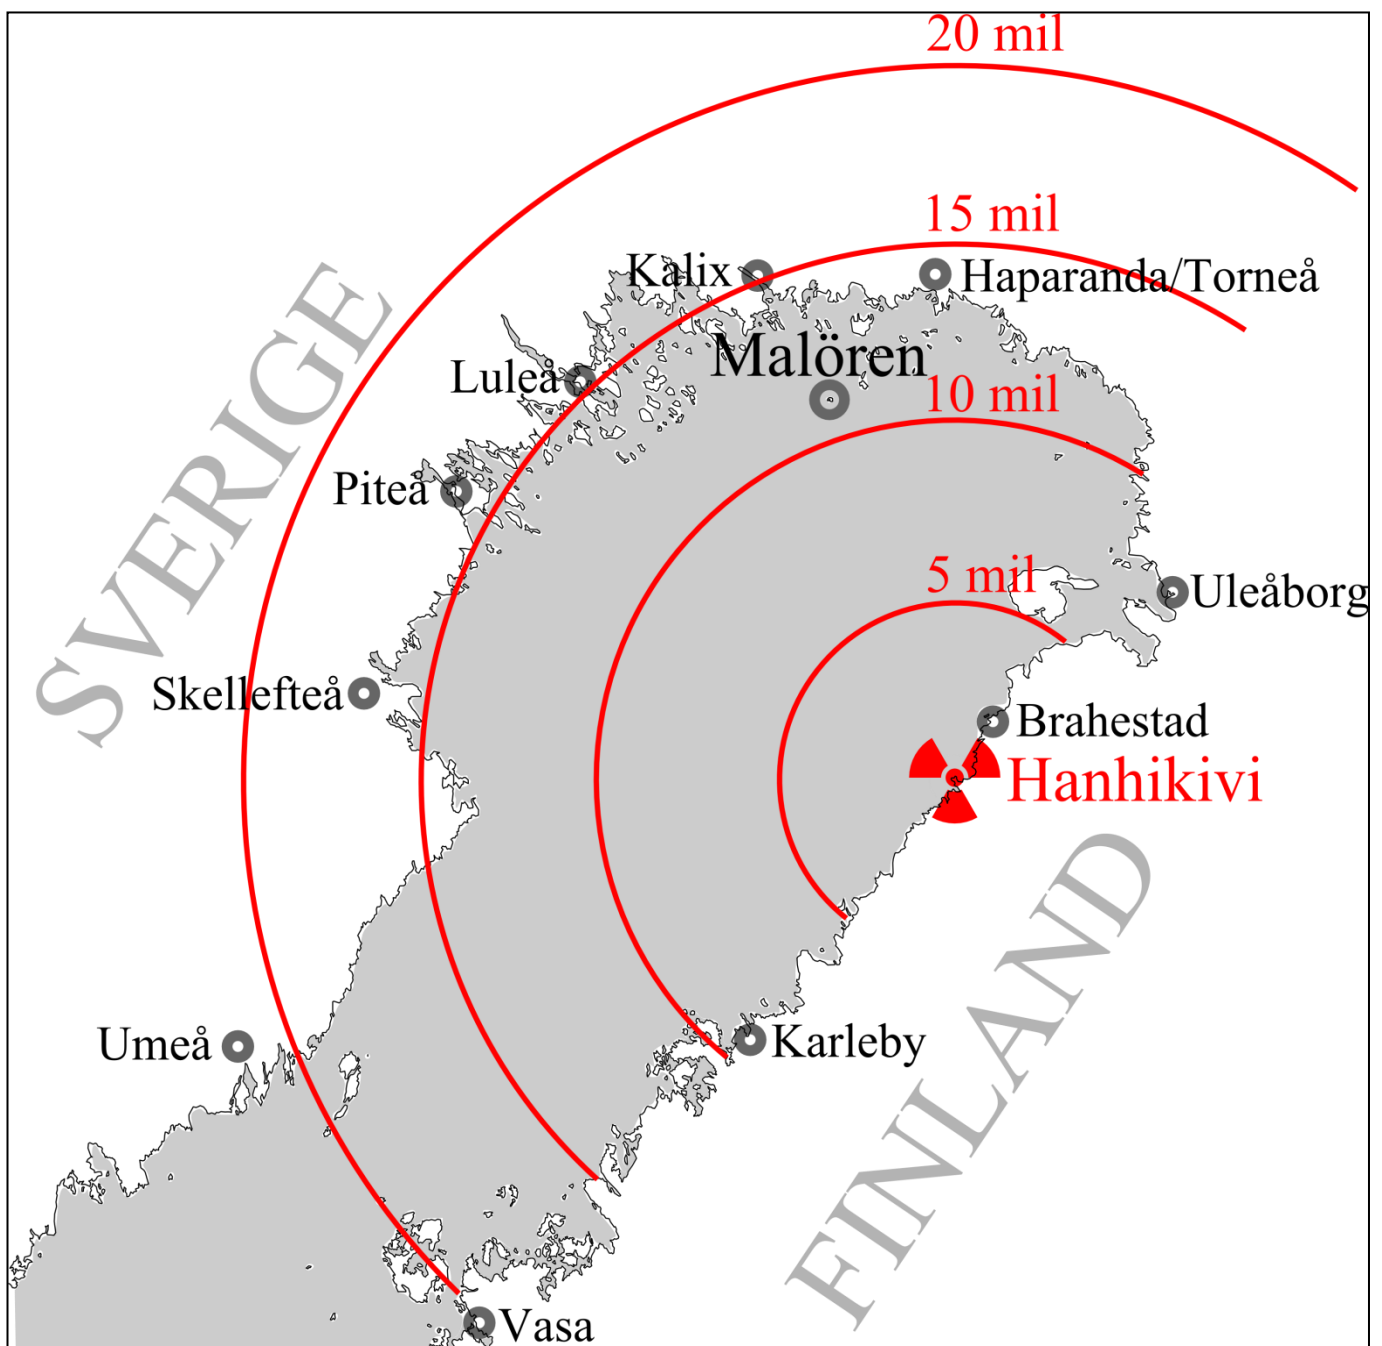 20 mil
15 mil
Kalix
Haparanda/Torneå
Malören
Luleå
10 mil
Piteå
SVERIGE
5 mil
Uleåborg
Skellefteå
Brahestad
Hanhikivi
Umeå
Karleby
FINLAND
Vasa